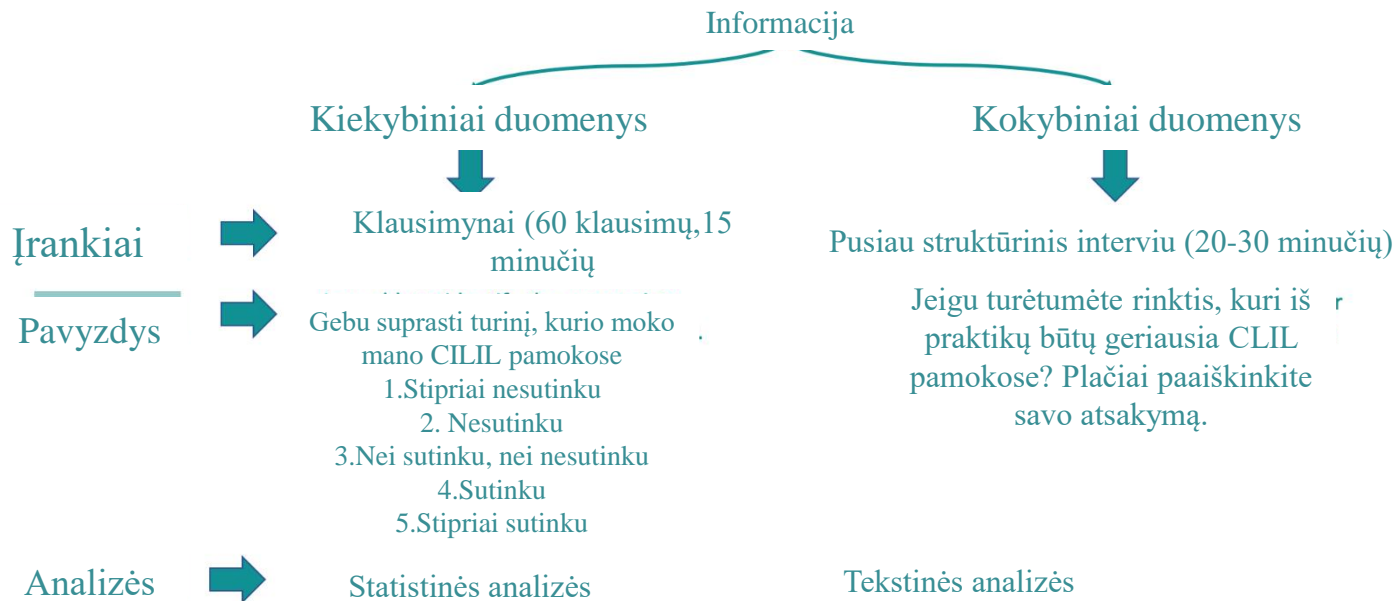 Informacija
Kiekybiniai duomenys
Kokybiniai duomenys
Įrankiai
Klausimynai (60 klausimų,15
minučių
Pusiau struktūrinis interviu (20-30 minučių)
Pavyzdys
Gebu suprasti turinį, kurio moko
mano CILIL pamokose
1.Stipriai nesutinku
2. Nesutinku
3.Nei sutinku, nei nesutinku
4.Sutinku
5.Stipriai sutinku
Jeigu turėtumėte rinktis, kuri iš
praktikų būtų geriausia CLIL
pamokose? Plačiai paaiškinkite
savo atsakymą.
Analizės
Statistinės analizės
Tekstinės analizės